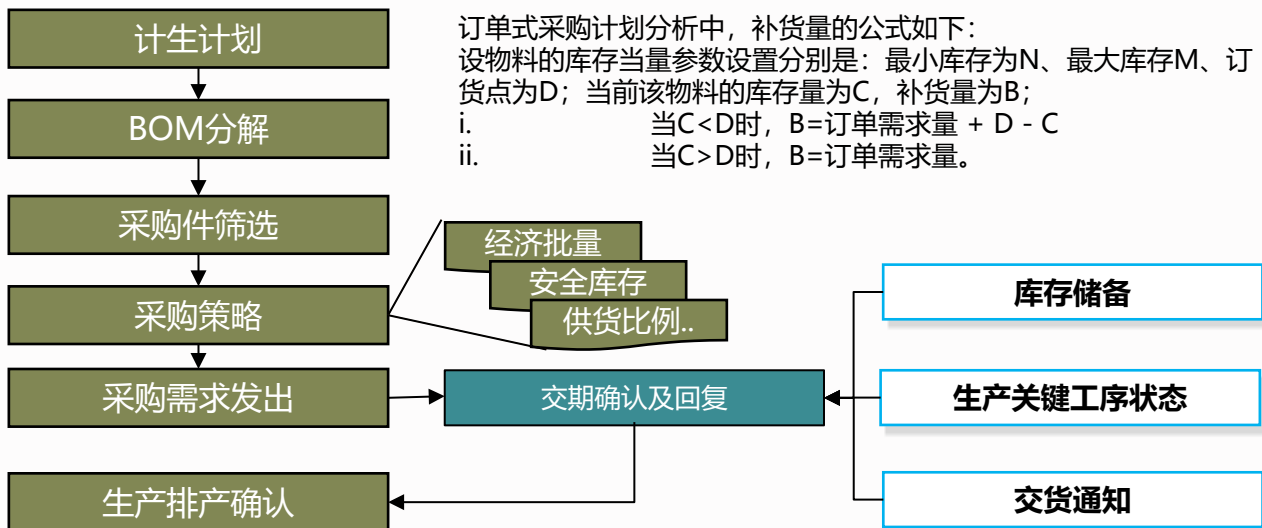 订单式采购计划分析中，补货量的公式如下：
设物料的库存当量参数设置分别是：最小库存为N、最大库存M、订
货点为D；当前该物料的库存量为C，补货量为B；
i. 当C<D时，B=订单需求量 + D - C
ii. 当C>D时，B=订单需求量。
计生计划
BOM分解
采购件筛选
采购策略
采购需求发出
生产排产确认
经济批量
安全库存
供货比例..
交期确认及回复
库存储备
生产关键工序状态
交货通知